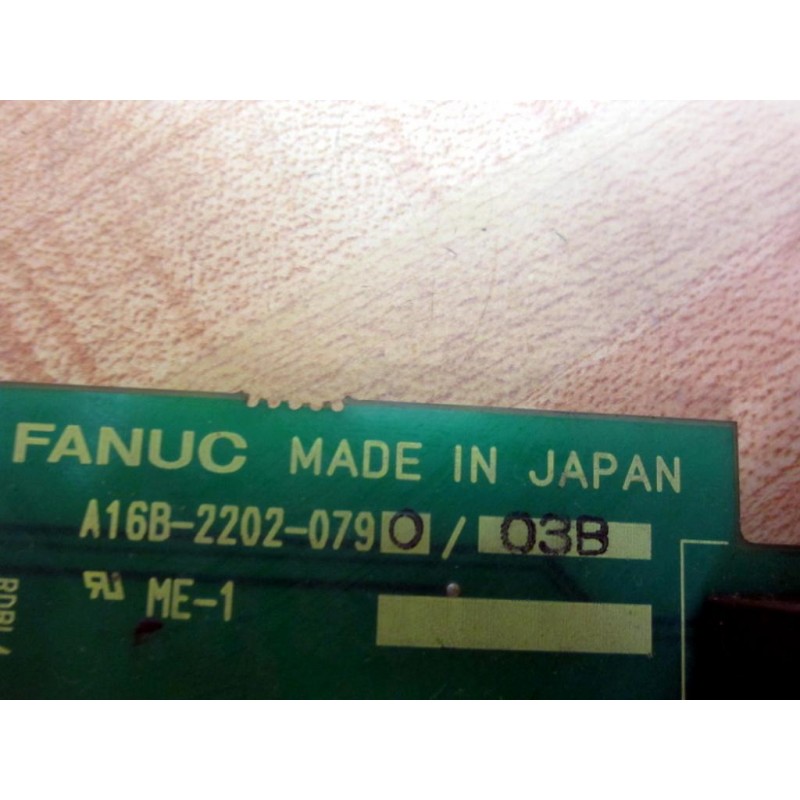 FANUC MADE IN JAPAN
A16B-2202-0790 / 03B
ME-1